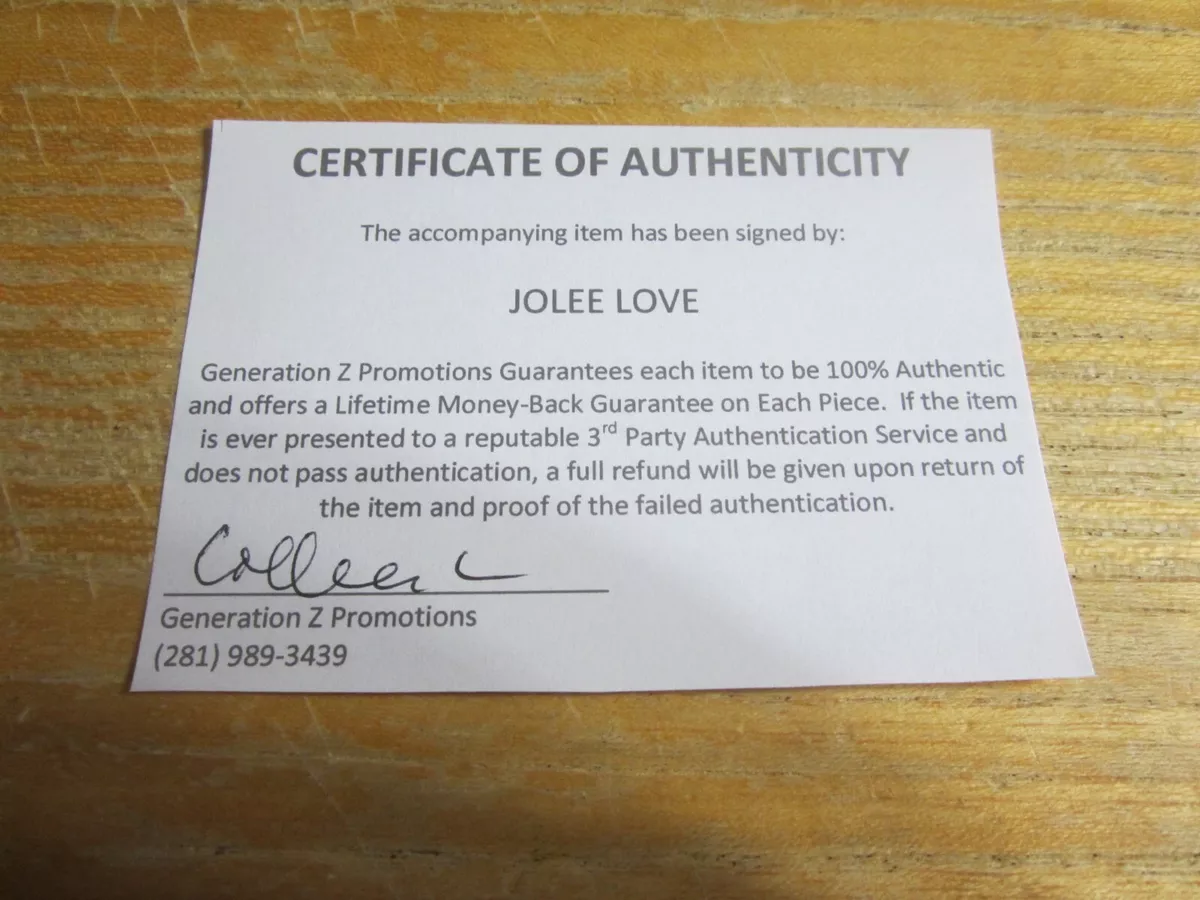 CERTIFICATE OF AUTHENTICITY
The accompanying item has been signed by:
JOLEE LOVE
Generation Z Promotions Guarantees each item to be 100% Authentic
and offers a Lifetime Money-Back Guarantee on Each Piece. If the item
is ever presented to a reputable 3rd Party Authentication Service and
does not pass authentication, a full refund will be given upon return of
the item and proof of the failed authentication.
Colleen L
Generation Z Promotions
(281) 989-3439